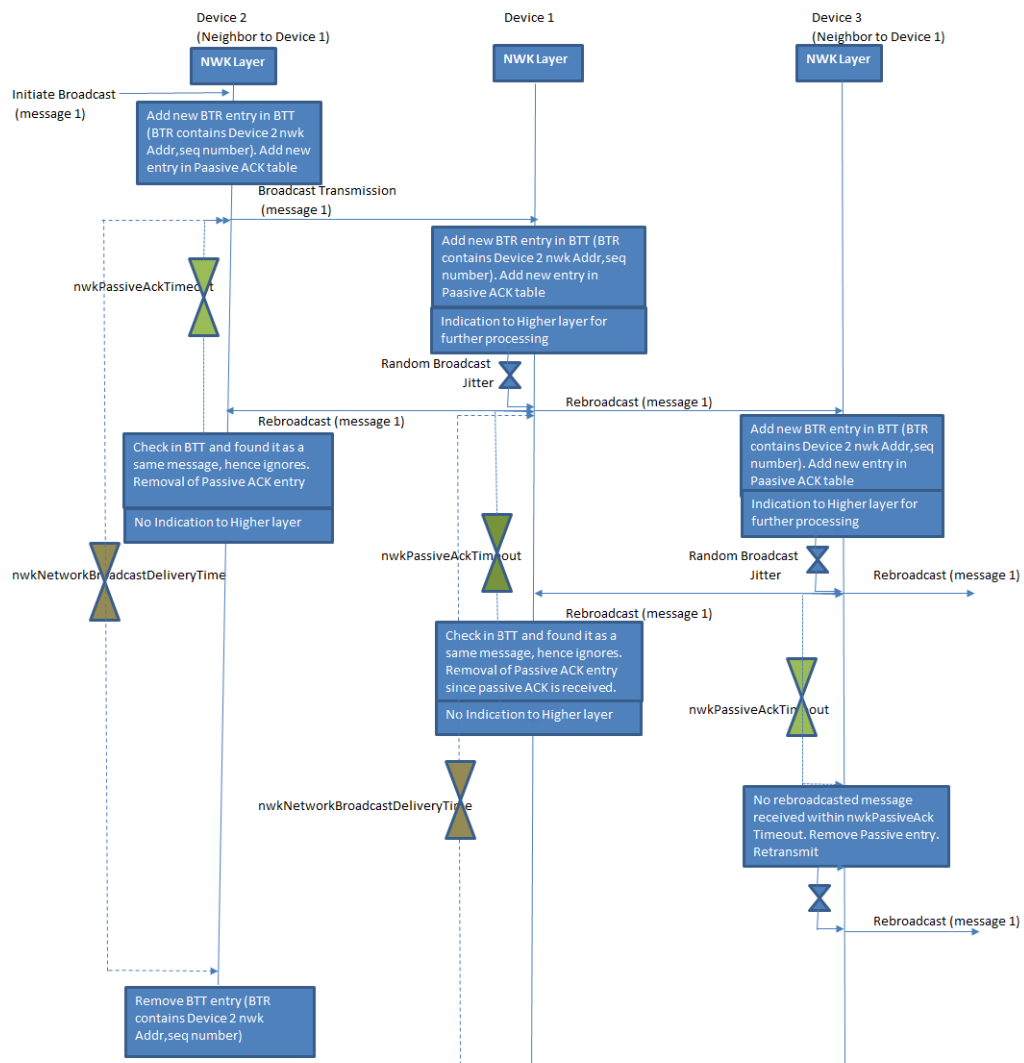 Device 2
(Neighbor to Device 1)
Device 1
Device 3
(Neighbor to Device 1)
NWK Layer
NWK Layer
NWK Layer
Initiate Broadcast
(message 1)
Add new BTR entry in BTT
(BTR contains Device 2 nwk
Addr,seq number). Add new
entry in Paasive ACK table
Broadcast Transmission
(message 1)
Add new BTR entry in BTT (BTR
contains Device 2 nwk Addr,seq
number). Add new entry in
Paasive ACK table
nwkPassiveAckTimeout
Indication to Higher layer for
further processing
Random Broadcast
Jitter
Rebroadcast (message 1)
Rebroadcast (message 1)
Add new BTR entry in BTT (BTR
contains Device 2 nwk Addr,seq
number). Add new entry in
Paasive ACK table
Check in BTT and found it as a
same message, hence ignores.
Removal of Passive ACK entry
Indication to Higher layer for
further processing
No Indication to Higher layer
nwkPassiveAckTimeout
Random Broadcast
Jitter
nwkNetworkBroadcastDeliveryTime
Rebroadcast (message 1)
Rebroadcast (message 1)
Check in BTT and found it as a
same message, hence ignores.
Removal of Passive ACK entry
since passive ACK is received.
No Indication to Higher layer
nwkPassiveAckTimeout
nwkNetworkBroadcastDeliveryTime
No rebroadcasted message
received within nwkPassiveAck
Timeout. Remove Passive entry.
Retransmit
Rebroadcast (message 1)
Remove BTT entry (BTR
contains Device 2 nwk
Addr,seq number)